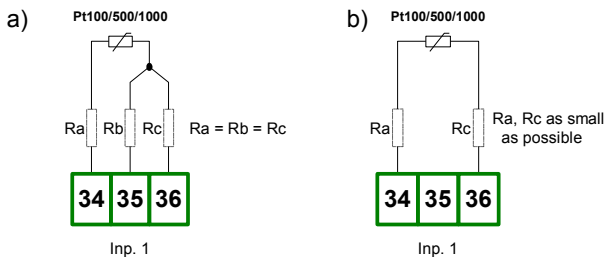 a)
Pt100/500/1000
Ra Rb Rc Ra = Rb = Rc
34 35 36
Inp. 1
b)
Pt100/500/1000
Ra Rc Ra, Rc as small
as possible
34 35 36
Inp. 1